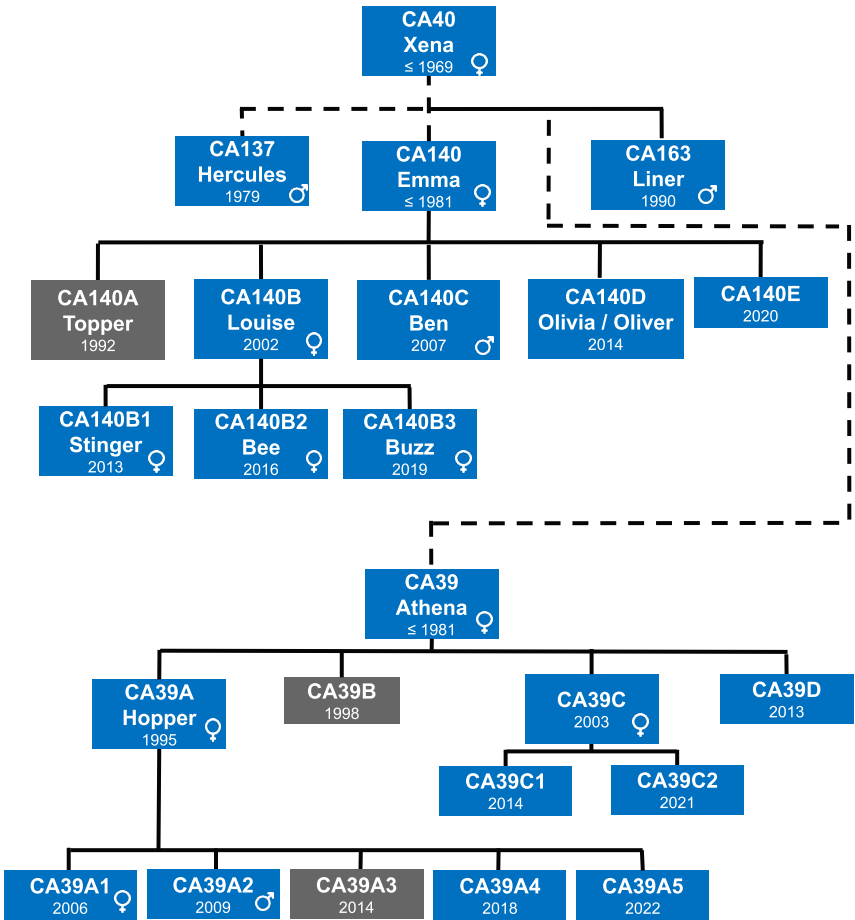 CA40
Xena
≤ 1969
CA137
Hercules
1979
CA140
Emma
≤ 1981
CA163
Liner
1990
CA140A
Topper
1992
CA140B
Louise
2002
CA140C
Ben
2007
CA140D
Olivia / Oliver
2014
CA140E
2020
CA140B1
Stinger
2013
CA140B2
Bee
2016
CA140B3
Buzz
2019
CA39
Athena
≤ 1981
CA39A
Hopper
1995
CA39B
1998
CA39C
2003
CA39D
2013
CA39C1
2014
CA39C2
2021
CA39A1
2006
CA39A2
2009
CA39A3
2014
CA39A4
2018
CA39A5
2022